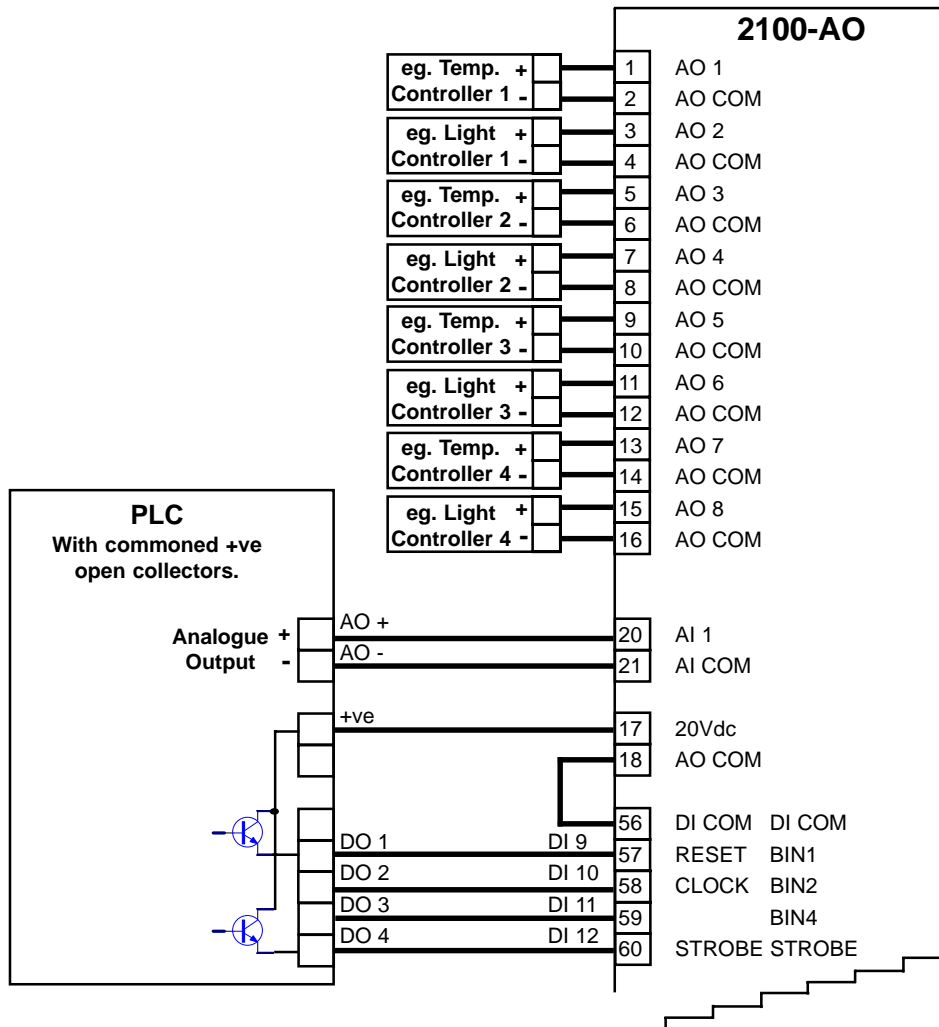 2100-AO
eg. Temp. + 1 AO 1
Controller 1 - 2 AO COM
eg. Light + 3 AO 2
Controller 1 - 4 AO COM
eg. Temp. + 5 AO 3
Controller 2 - 6 AO COM
eg. Light + 7 AO 4
Controller 2 - 8 AO COM
eg. Temp. + 9 AO 5
Controller 3 - 10 AO COM
eg. Light + 11 AO 6
Controller 3 - 12 AO COM
eg. Temp. + 13 AO 7
Controller 4 - 14 AO COM
eg. Light + 15 AO 8
Controller 4 - 16 AO COM
PLC
With commoned +ve
open collectors.
Analogue + AO + 20 AI 1
Output - AO - 21 AI COM
+ve 17 20Vdc
18 AO COM
56 DI COM DI COM
DO 1 DI 9 57 RESET BIN1
DO 2 DI 10 58 CLOCK BIN2
DO 3 DI 11 59 BIN4
DO 4 DI 12 60 STROBE STROBE